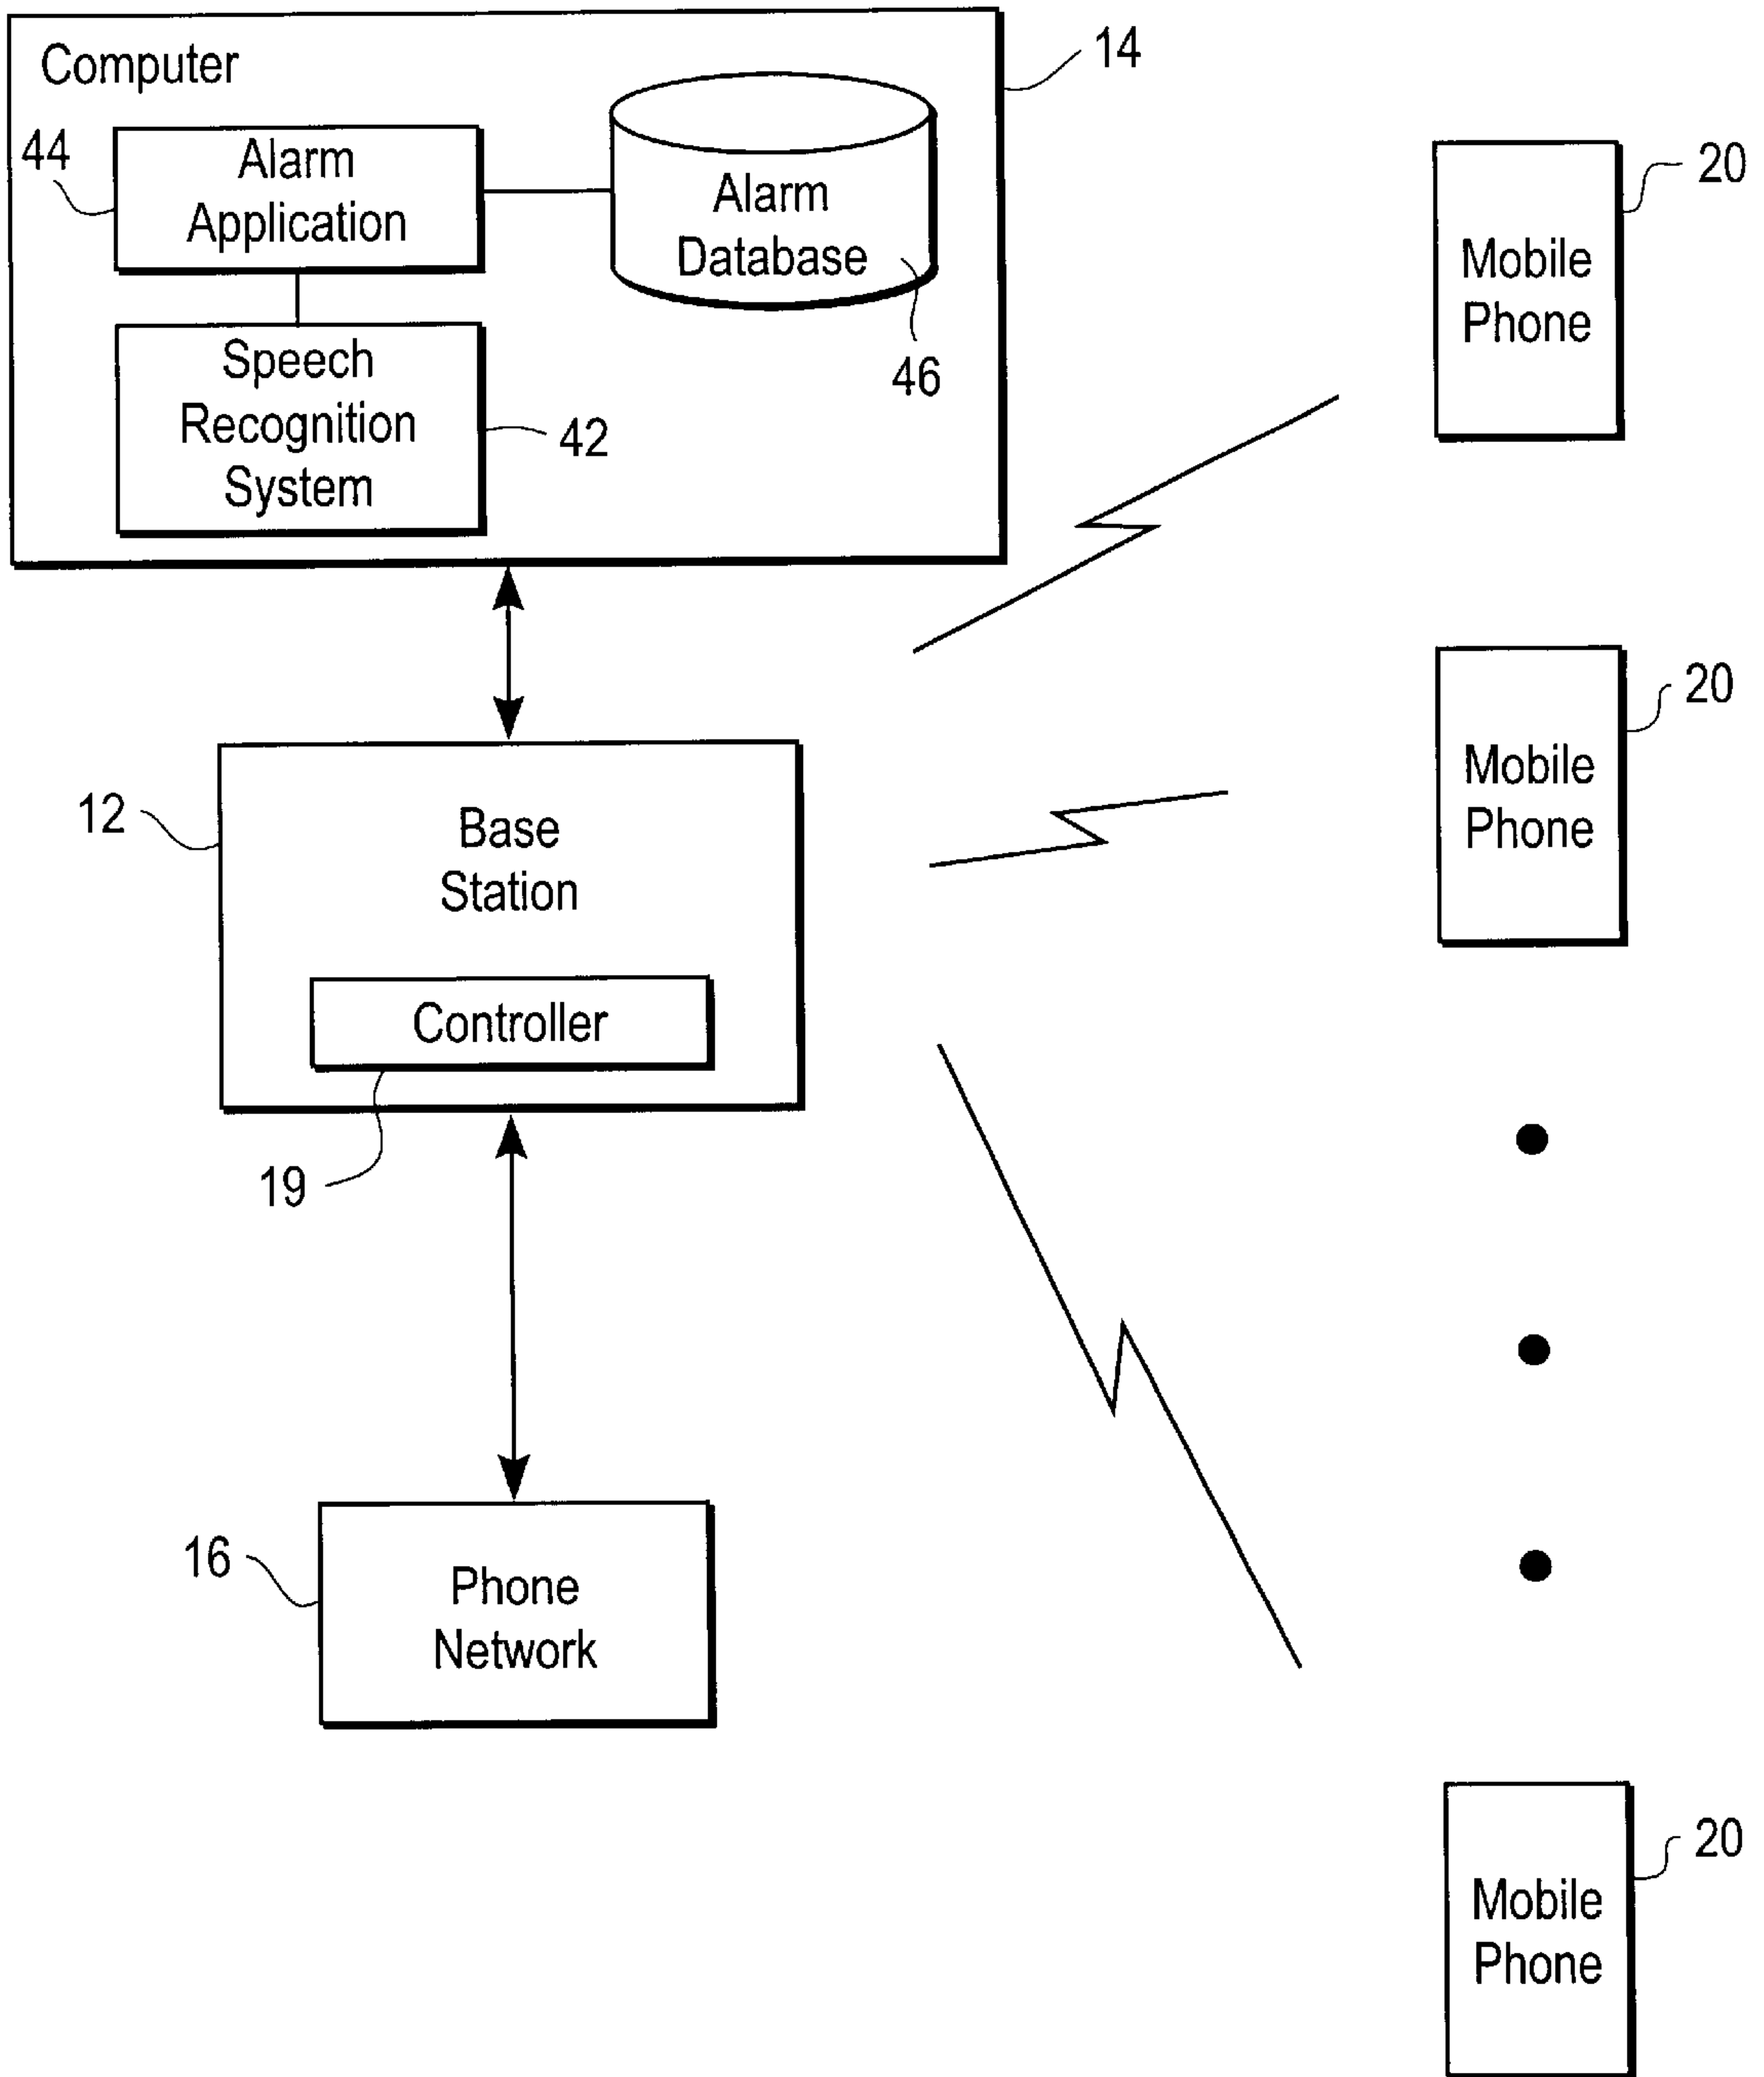 Computer
14
44
Alarm
Application
Alarm
Database
46
Speech
Recognition
System
42
20
Mobile
Phone
20
Mobile
Phone
12
Base
Station
Controller
19
16
Phone
Network
20
Mobile
Phone